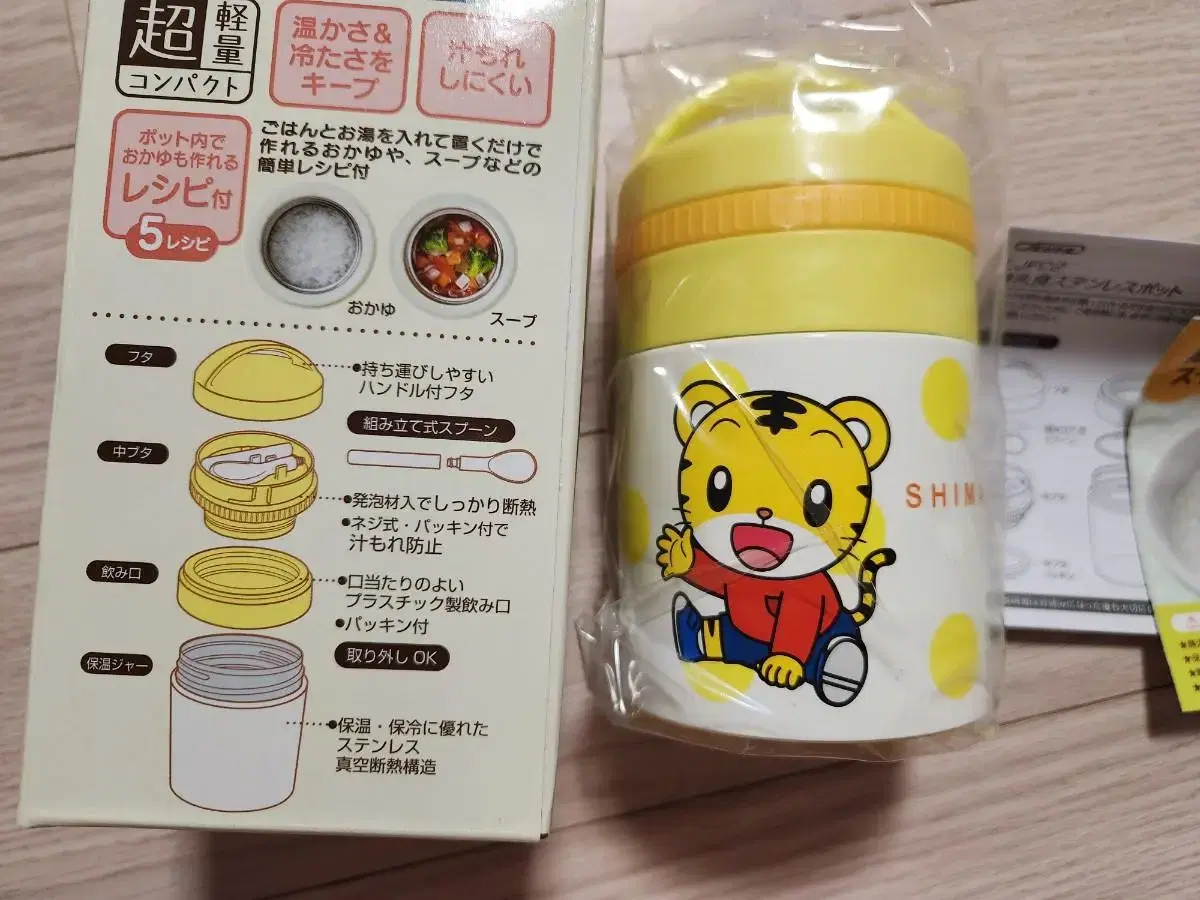 超
軽量
コンパクト
温かさ&
冷たさを
キープ
汁もれ
しにくい
ポット内で
おかゆも作れる
レシピ付
5レシピ
ごはんとお湯を入れて置くだけで
作れるおかゆや、スープなどの
簡単レシピ付
おかゆ
スープ
フタ
●持ち運びしやすい
ハンドル付フタ
組み立て式スプーン
中ブタ
●発泡材入でしっかり断熱
●ネジ式・パッキン付で
汁もれ防止
飲み口
●口当たりのよい
プラスチック製飲み口
●パッキン付
取り外しOK
保温ジャー
●保温・保冷に優れた
ステンレス
真空断熱構造
SHIM
ステンレスポット